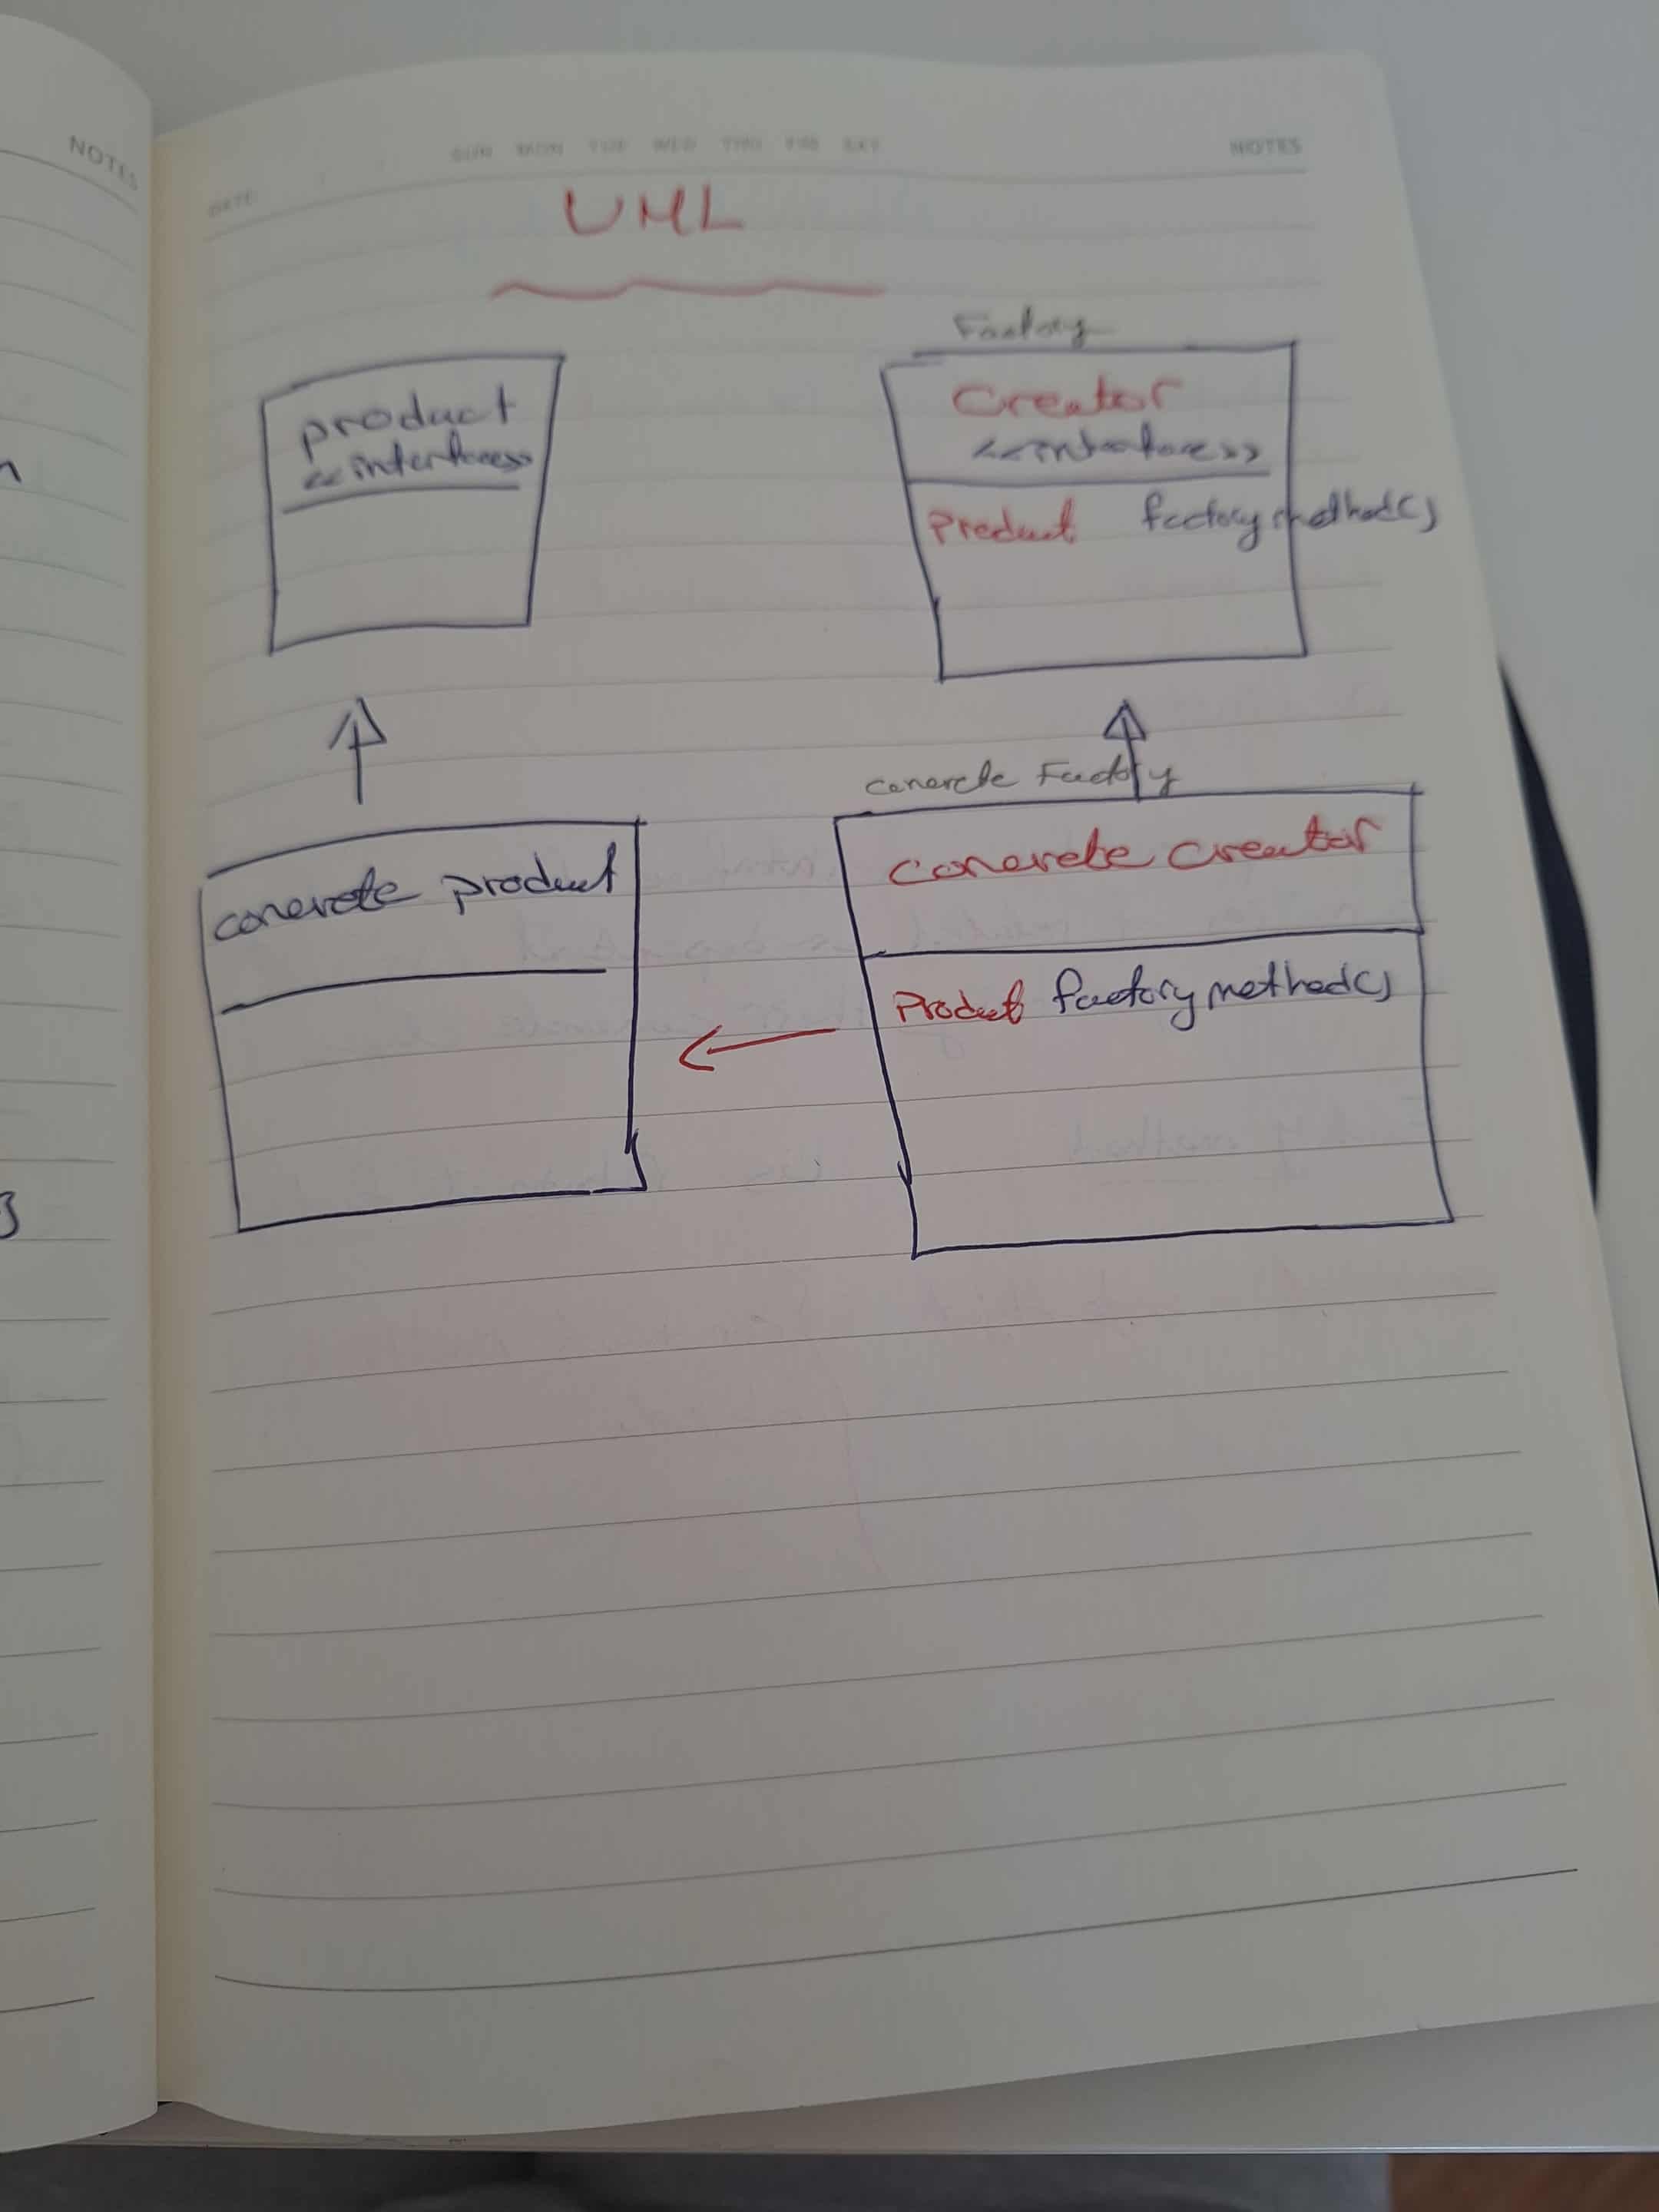 NOTES
SUN MON TUE WED THU FRI SAT
NOTES
DATE
UML
Factory
product
<<interface>>
Creator
<<interface>>
Product factory method()
concrete Factory
concrete product
Concrete creator
Product factory method()